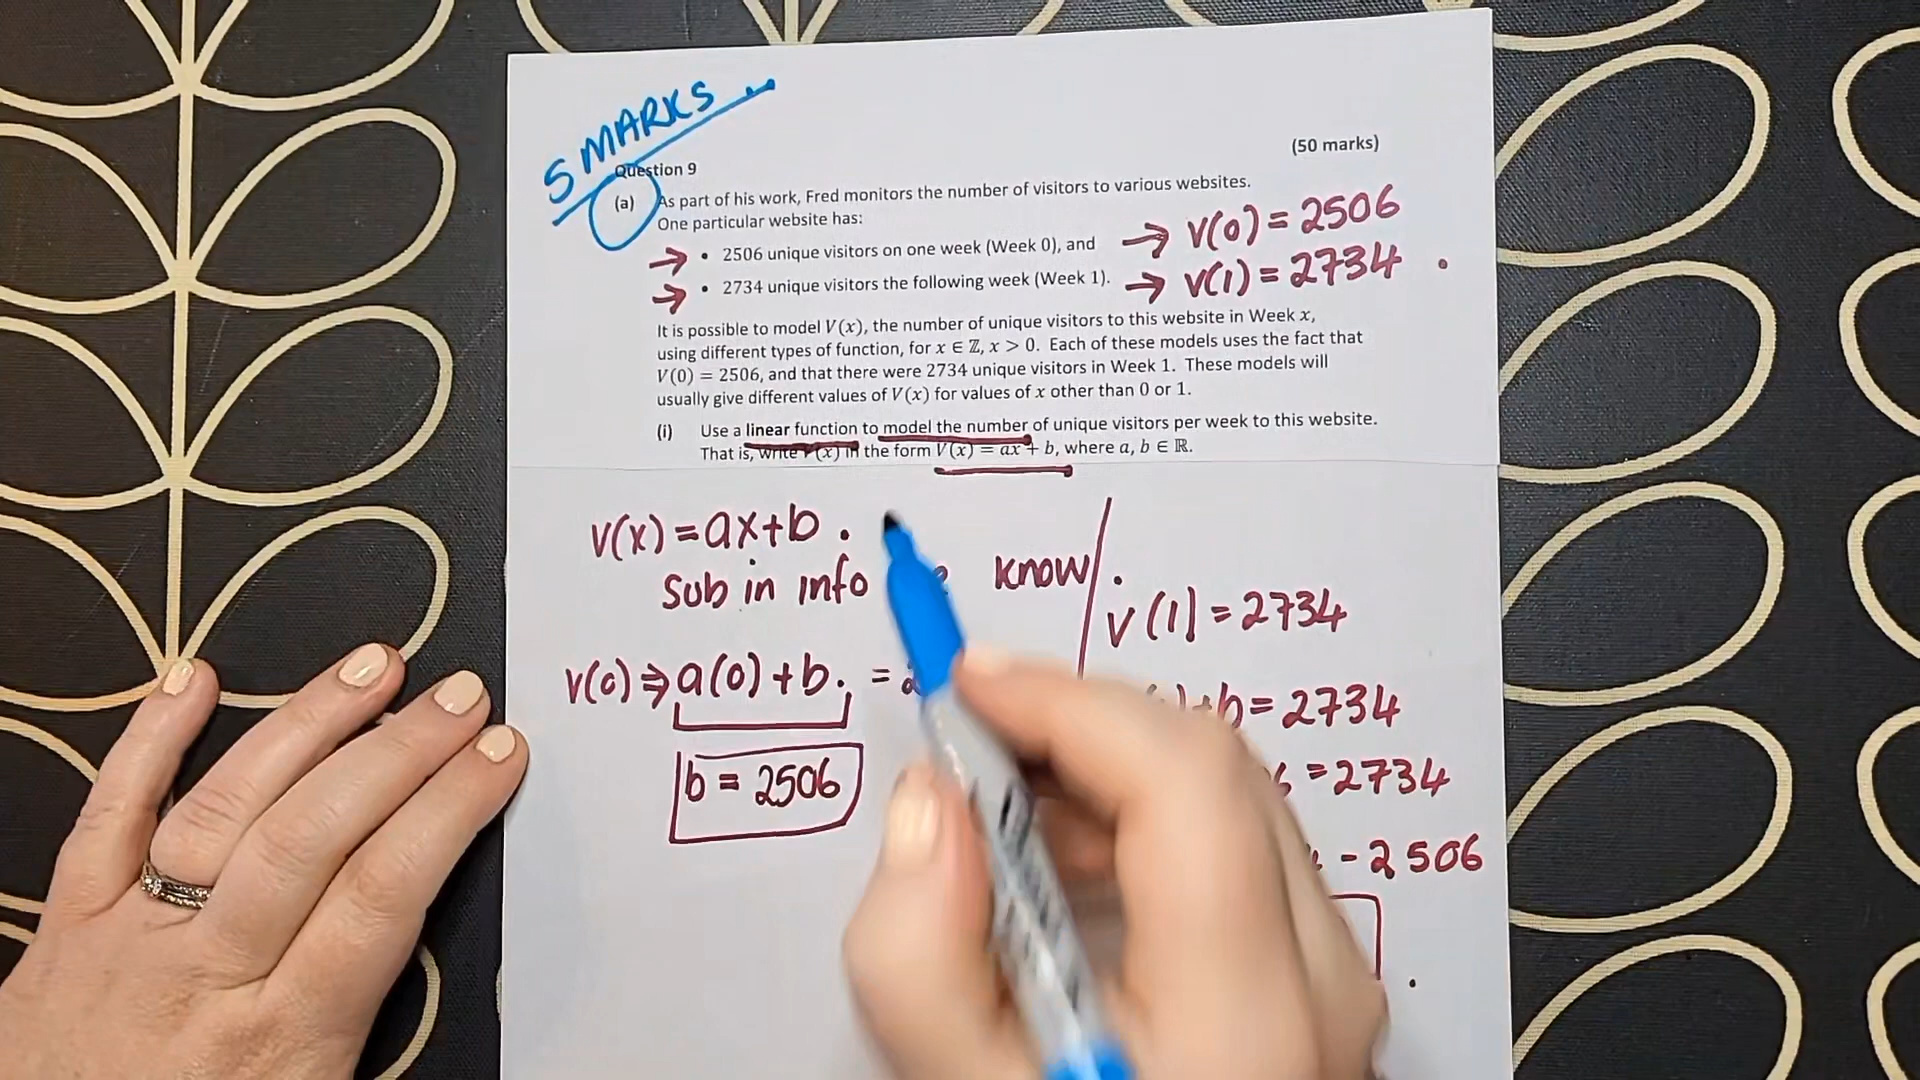 5 MARKS
(50 marks)
Question 9
(a) As part of his work, Fred monitors the number of visitors to various websites.
One particular website has:
→ • 2506 unique visitors on one week (Week 0), and → V(0) = 2506
→ • 2734 unique visitors the following week (Week 1). → V(1) = 2734 .
It is possible to model V(x), the number of unique visitors to this website in Week x,
using different types of function, for x ∈ ℤ, x > 0. Each of these models uses the fact that
V(0) = 2506, and that there were 2734 unique visitors in Week 1. These models will
usually give different values of V(x) for values of x other than 0 or 1.
(i) Use a linear function to model the number of unique visitors per week to this website.
That is, write V(x) in the form V(x) = ax + b, where a, b ∈ ℝ.
V(x) = ax+b .
Sub in info know
V(0) ⇒ a(0) + b. =
b = 2506
V(1) = 2734
+b = 2734
= 2734
- 2506